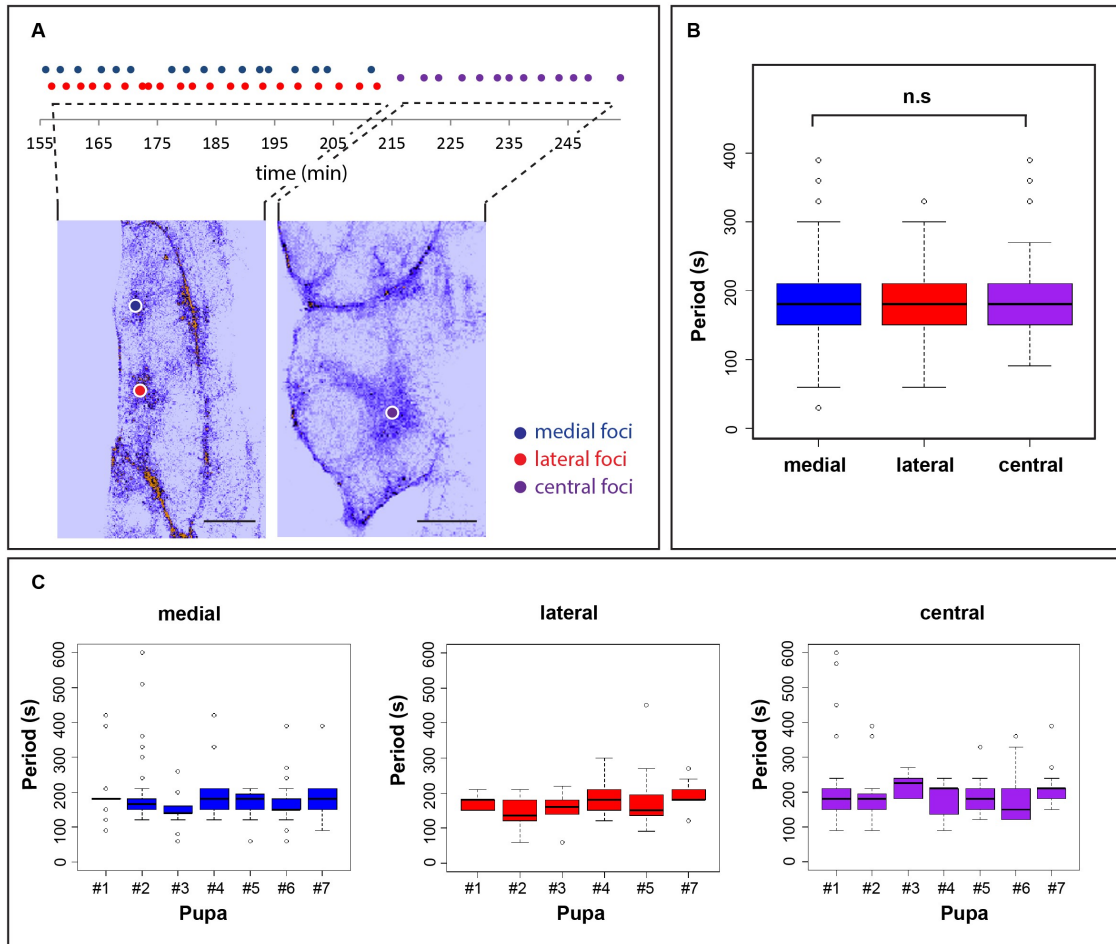 A
155 165 175 185 195 205 215 225 235 245
time (min)
medial foci
lateral foci
central foci
B
n.s
Period (s)
400
300
200
100
0
medial lateral central
C
medial
Period (s)
600
500
400
300
200
100
0
#1 #2 #3 #4 #5 #6 #7
Pupa
lateral
Period (s)
600
500
400
300
200
100
0
#1 #2 #3 #4 #5 #7
Pupa
central
Period (s)
600
500
400
300
200
100
0
#1 #2 #3 #4 #5 #6 #7
Pupa